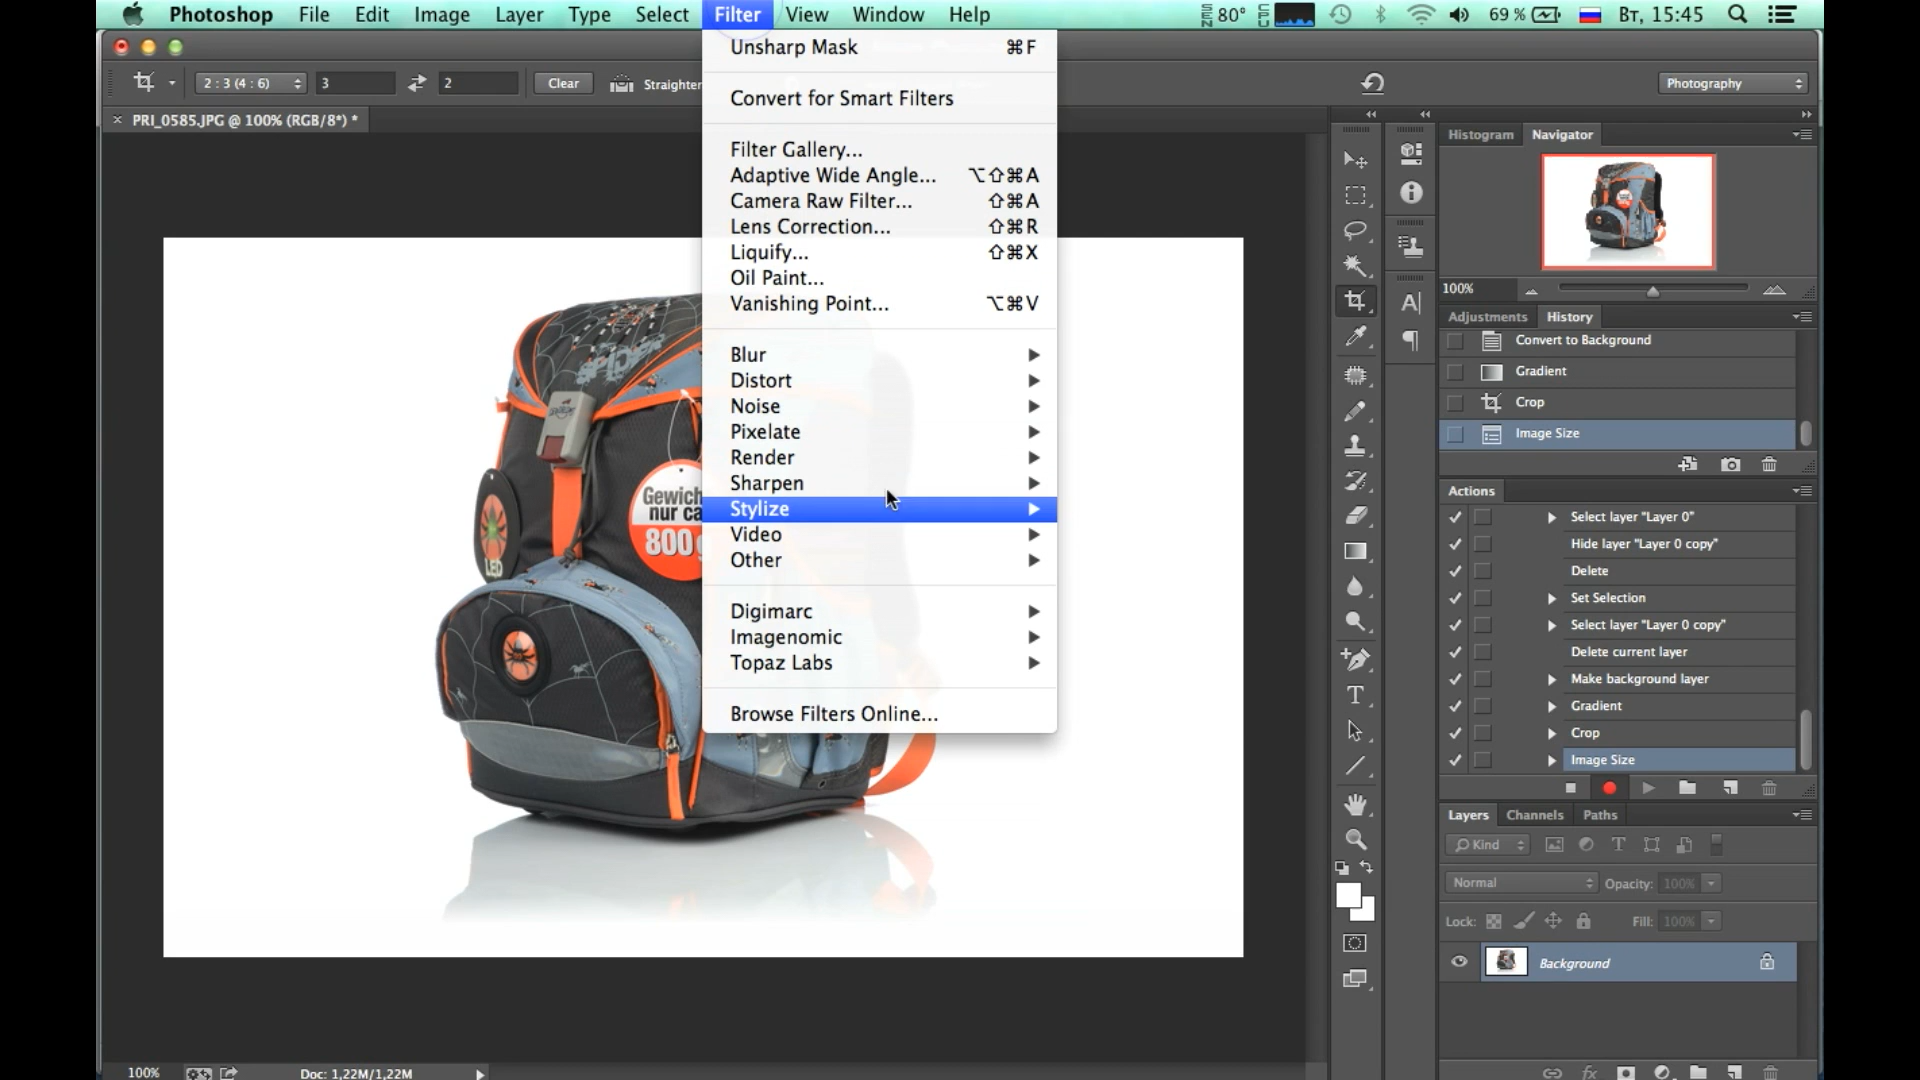 Photoshop File Edit Image Layer Type Select Filter View Window Help
SEN 80° CPU 69 % Вт, 15:45
2 : 3 (4 : 6) 3 2 Clear Straighten Photography
PRI_0585.JPG @ 100% (RGB/8*) *
Unsharp Mask ⌘F
Convert for Smart Filters
Filter Gallery...
Adaptive Wide Angle... ⌥⇧⌘A
Camera Raw Filter... ⇧⌘A
Lens Correction... ⇧⌘R
Liquify... ⇧⌘X
Oil Paint...
Vanishing Point... ⌥⌘V
Blur
Distort
Noise
Pixelate
Render
Sharpen
Stylize
Video
Other
Digimarc
Imagenomic
Topaz Labs
Browse Filters Online...
Gewich
nur ca
800g
LED
Histogram Navigator
100%
Adjustments History
Convert to Background
Gradient
Crop
Image Size
Actions
Select layer "Layer 0"
Hide layer "Layer 0 copy"
Delete
Set Selection
Select layer "Layer 0 copy"
Delete current layer
Make background layer
Gradient
Crop
Image Size
Layers Channels Paths
Kind
Normal Opacity: 100%
Lock: Fill: 100%
Background
100% Doc: 1,22M/1,22M